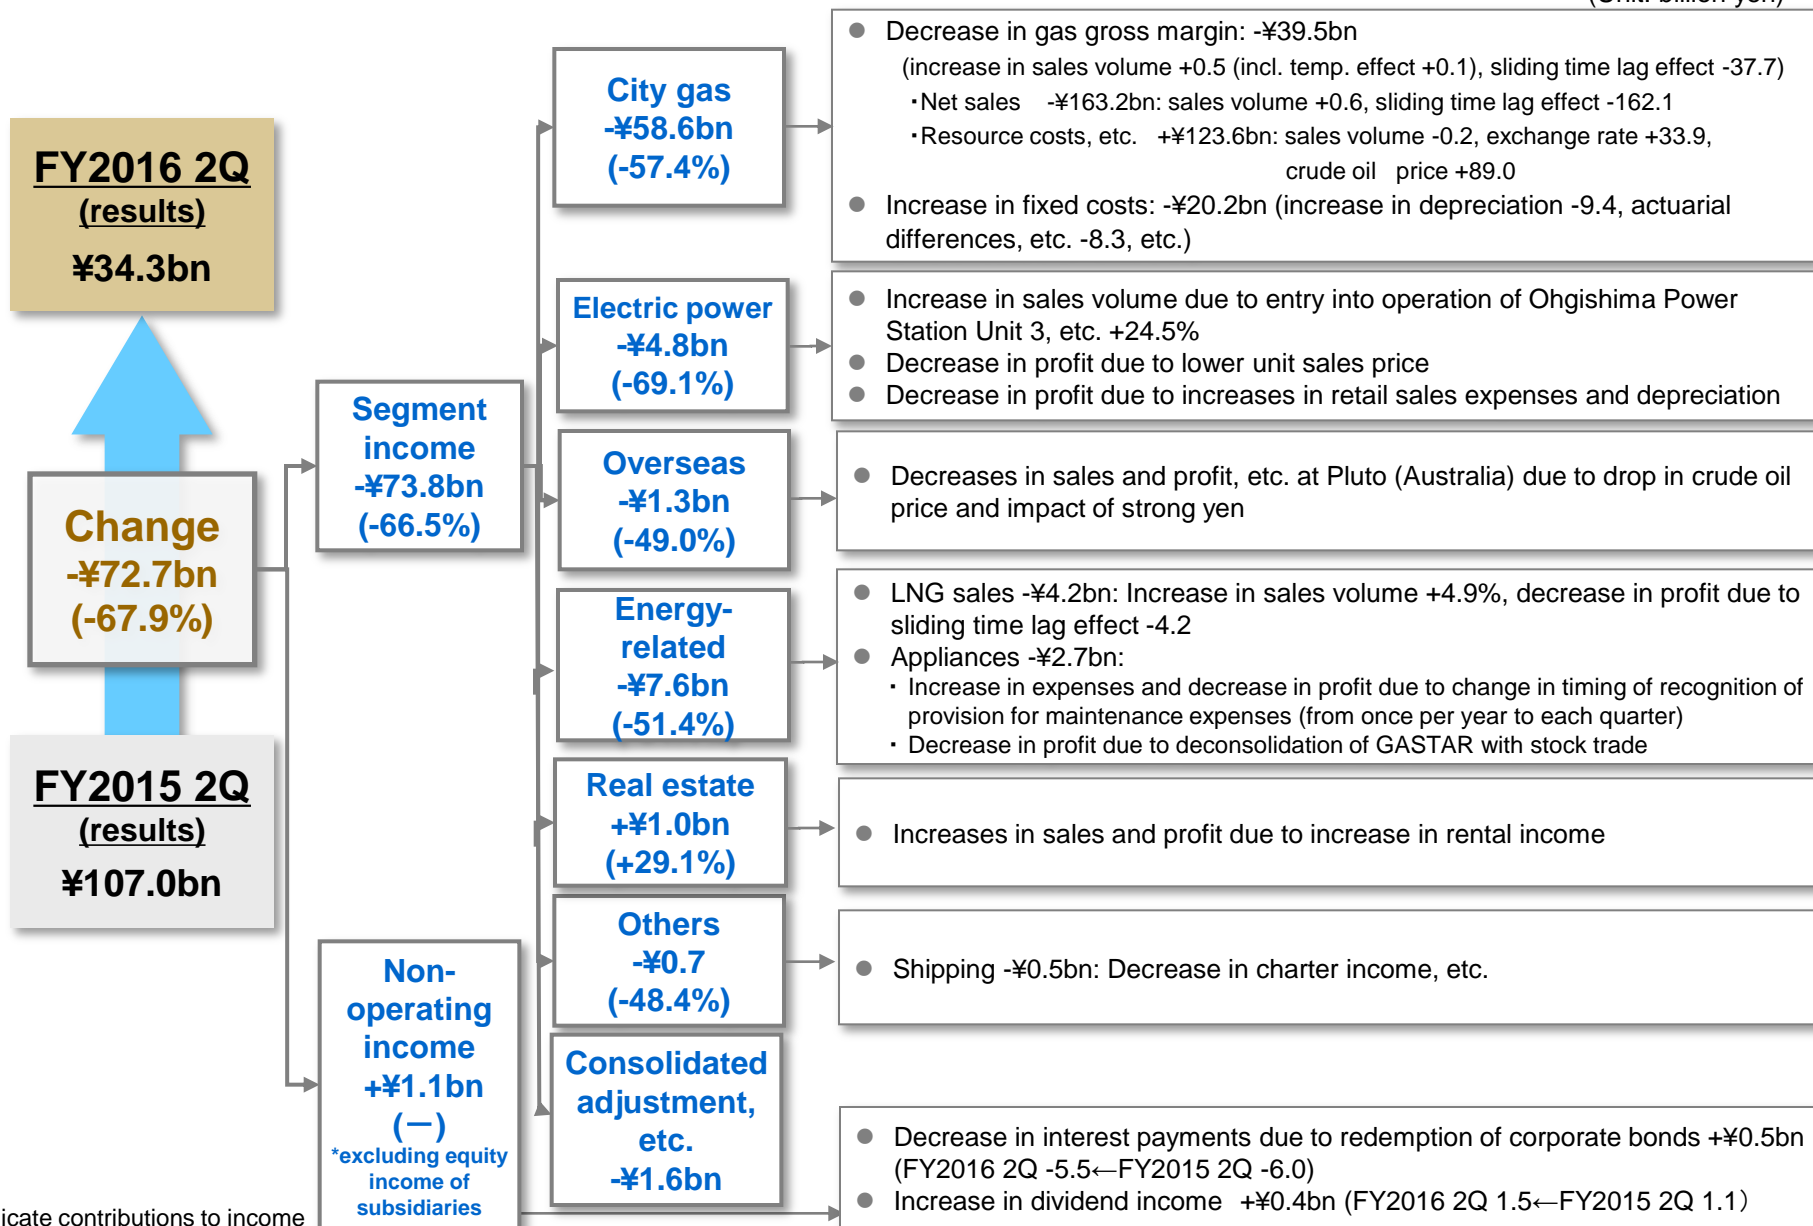 (Unit: billion yen)
FY2016 2Q
(results)
¥34.3bn
Change
-¥72.7bn
(-67.9%)
FY2015 2Q
(results)
¥107.0bn
Segment
income
-¥73.8bn
(-66.5%)
Non-
operating
income
+¥1.1bn
(－)
*excluding equity
income of
subsidiaries
City gas
-¥58.6bn
(-57.4%)
● Decrease in gas gross margin: -¥39.5bn
(increase in sales volume +0.5 (incl. temp. effect +0.1), sliding time lag effect -37.7)
・Net sales -¥163.2bn: sales volume +0.6, sliding time lag effect -162.1
・Resource costs, etc. +¥123.6bn: sales volume -0.2, exchange rate +33.9,
crude oil price +89.0
● Increase in fixed costs: -¥20.2bn (increase in depreciation -9.4, actuarial
differences, etc. -8.3, etc.)
Electric power
-¥4.8bn
(-69.1%)
● Increase in sales volume due to entry into operation of Ohgishima Power
Station Unit 3, etc. +24.5%
● Decrease in profit due to lower unit sales price
● Decrease in profit due to increases in retail sales expenses and depreciation
Overseas
-¥1.3bn
(-49.0%)
● Decreases in sales and profit, etc. at Pluto (Australia) due to drop in crude oil
price and impact of strong yen
Energy-
related
-¥7.6bn
(-51.4%)
● LNG sales -¥4.2bn: Increase in sales volume +4.9%, decrease in profit due to
sliding time lag effect -4.2
● Appliances -¥2.7bn:
・Increase in expenses and decrease in profit due to change in timing of recognition of
provision for maintenance expenses (from once per year to each quarter)
・Decrease in profit due to deconsolidation of GASTAR with stock trade
Real estate
+¥1.0bn
(+29.1%)
● Increases in sales and profit due to increase in rental income
Others
-¥0.7
(-48.4%)
● Shipping -¥0.5bn: Decrease in charter income, etc.
Consolidated
adjustment,
etc.
-¥1.6bn
● Decrease in interest payments due to redemption of corporate bonds +¥0.5bn
(FY2016 2Q -5.5←FY2015 2Q -6.0)
● Increase in dividend income +¥0.4bn (FY2016 2Q 1.5←FY2015 2Q 1.1）
contributions to income